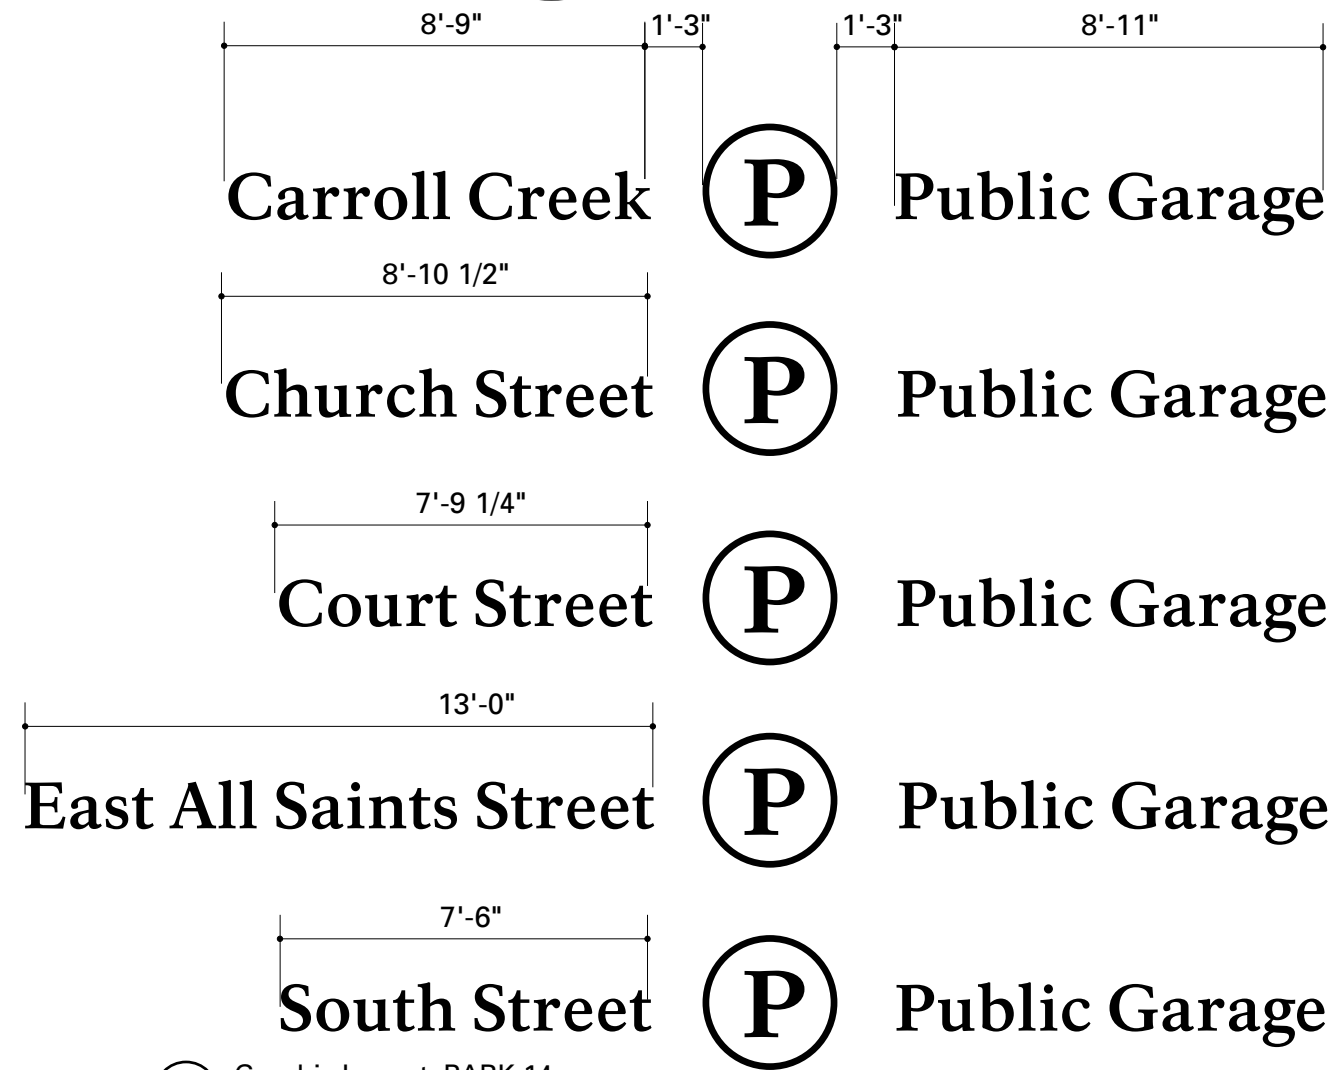 8'-9" 1'-3" 1'-3" 8'-11"
Carroll Creek P Public Garage
8'-10 1/2"
Church Street P Public Garage
7'-9 1/4"
Court Street P Public Garage
13'-0"
East All Saints Street P Public Garage
7'-6"
South Street P Public Garage